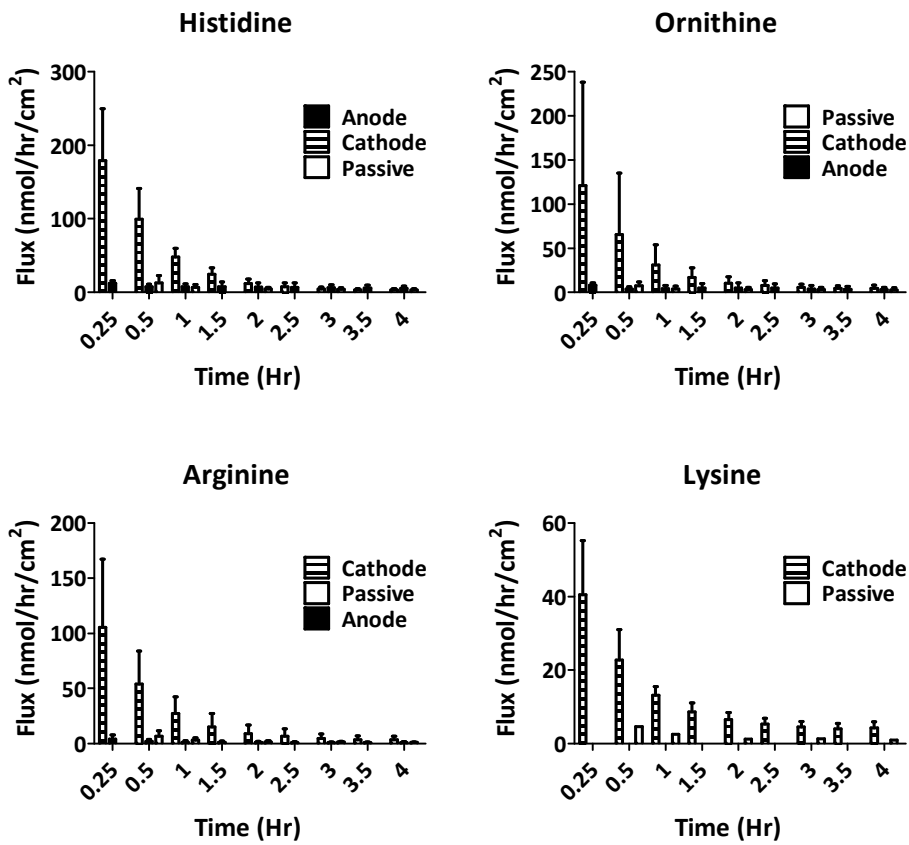 Histidine
Flux (nmol/hr/cm²)
300
200
100
0
Anode
Cathode
Passive
0.25
0.5
1
1.5
2
2.5
3
3.5
4
Time (Hr)
Ornithine
Flux (nmol/hr/cm²)
250
200
150
100
50
0
Passive
Cathode
Anode
0.25
0.5
1
1.5
2
2.5
3
3.5
4
Time (Hr)
Arginine
Flux (nmol/hr/cm²)
200
150
100
50
0
Cathode
Passive
Anode
0.25
0.5
1
1.5
2
2.5
3
3.5
4
Time (Hr)
Lysine
Flux (nmol/hr/cm²)
60
40
20
0
Cathode
Passive
0.25
0.5
1
1.5
2
2.5
3
3.5
4
Time (Hr)